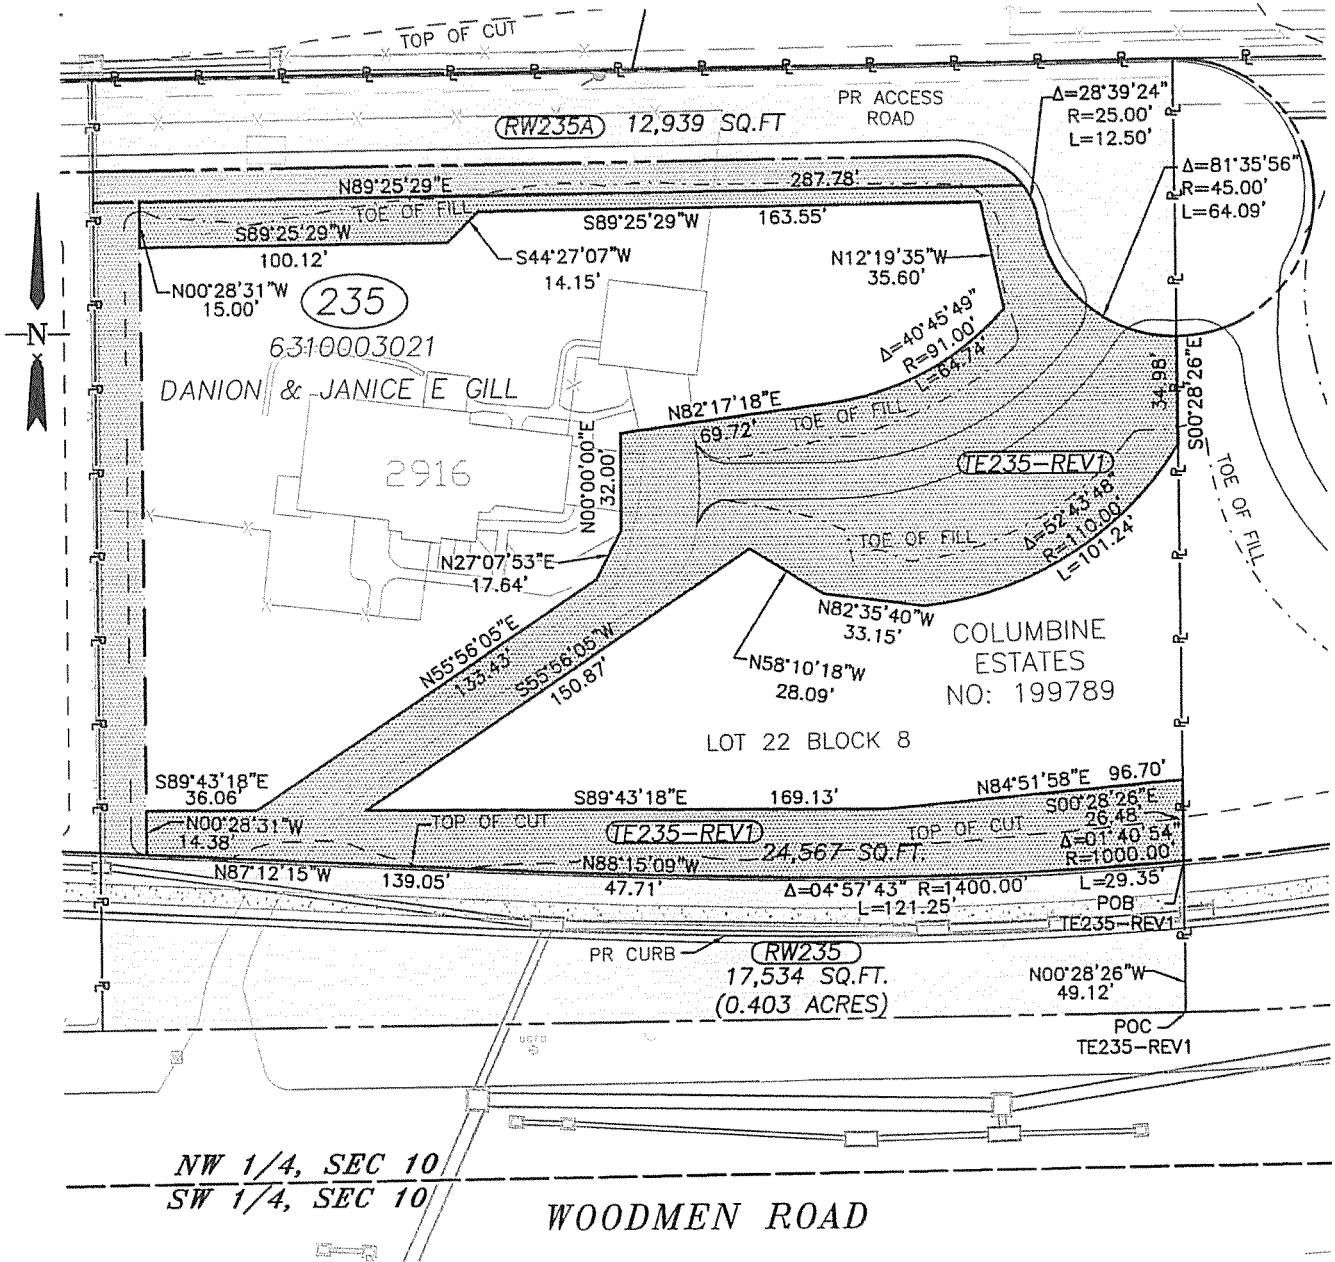 TOP OF CUT
PR ACCESS
ROAD
RW235A 12,939 SQ.FT
Δ=28°39'24"
R=25.00'
L=12.50'
Δ=81°35'56"
R=45.00'
L=64.09'
N89°25'29"E 287.78'
TOE OF FILL
S89°25'29"W
100.12'
S89°25'29"W 163.55'
S44°27'07"W
14.15'
N12°19'35"W
35.60'
N00°28'31"W
15.00'
235
6310003021
DANION & JANICE E GILL
N
Δ=40°45'49"
R=91.00'
L=64.74'
34.98'
S00°28'26"E
N82°17'18"E
69.72'
TOE OF FILL
2916
N00°00'00"E
32.00'
TE235-REV1
TOE OF FILL
Δ=52°43'48"
R=110.00'
L=101.24'
TOE OF FILL
N27°07'53"E
17.64'
N82°35'40"W
33.15'
COLUMBINE
ESTATES
NO: 199789
N55°56'05"E
133.43'
S55°56'05"W
150.87'
N58°10'18"W
28.09'
LOT 22 BLOCK 8
S89°43'18"E
36.06'
S89°43'18"E 169.13'
N84°51'58"E 96.70'
N00°28'31"W
14.38'
TOP OF CUT
TE235-REV1
24,567 SQ.FT.
TOP OF CUT
S00°28'26"E
26.48'
Δ=01°40'54"
R=1000.00'
L=29.35'
N87°12'15"W 139.05'
N88°15'09"W
47.71'
Δ=04°57'43" R=1400.00'
L=121.25'
POB
TE235-REV1
PR CURB
RW235
17,534 SQ.FT.
(0.403 ACRES)
N00°28'26"W
49.12'
POC
TE235-REV1
NW 1/4, SEC 10
SW 1/4, SEC 10
WOODMEN ROAD